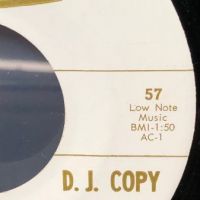 57
Low Note
Music
BMI-1:50
AC-1
D. J. COPY